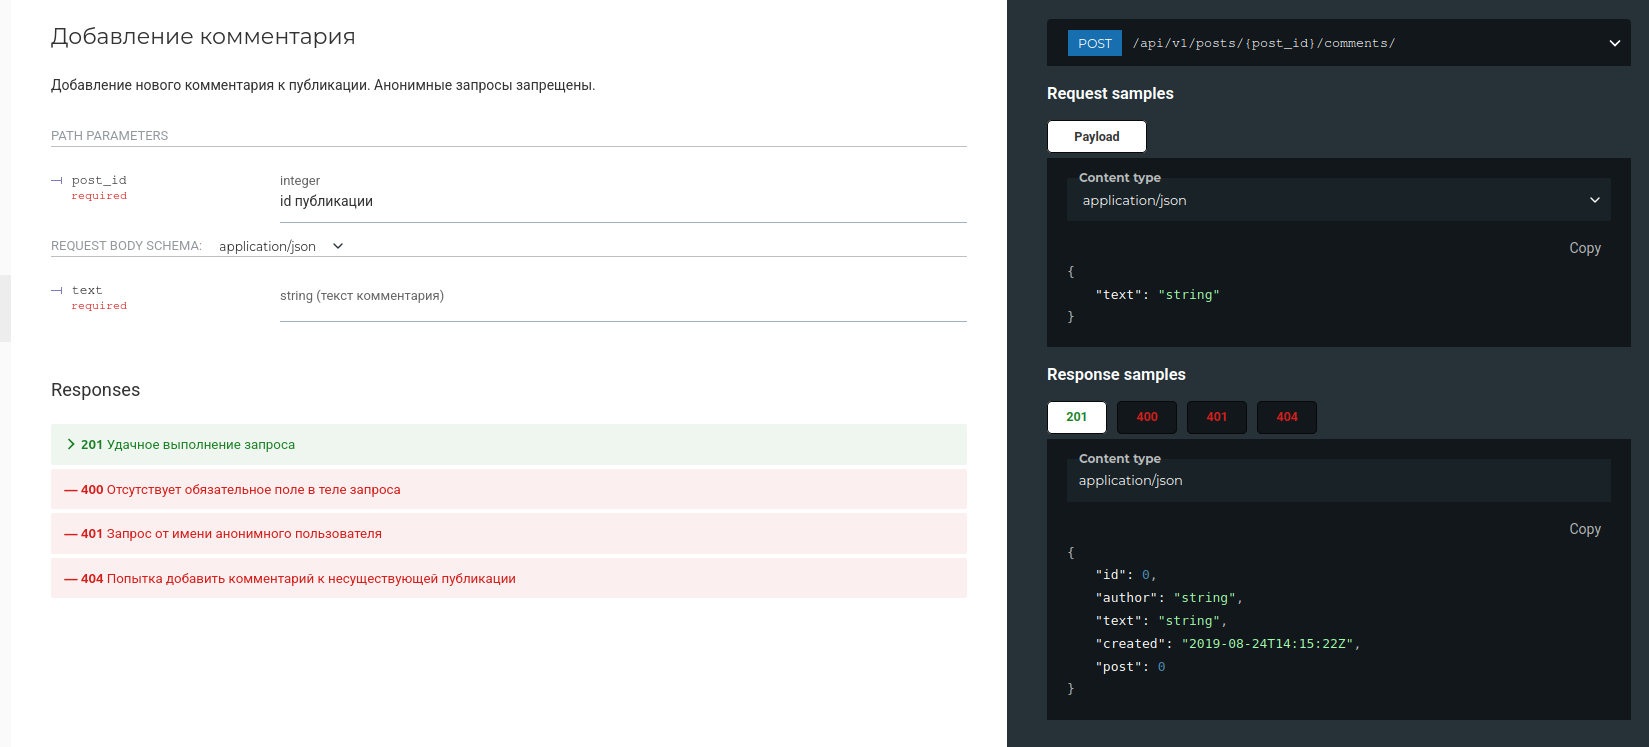 Добавление комментария
Добавление нового комментария к публикации. Анонимные запросы запрещены.
PATH PARAMETERS
post_id
required
integer
id публикации
REQUEST BODY SCHEMA: application/json
text
required
string (текст комментария)
Responses
201 Удачное выполнение запроса
— 400 Отсутствует обязательное поле в теле запроса
— 401 Запрос от имени анонимного пользователя
— 404 Попытка добавить комментарий к несуществующей публикации
POST /api/v1/posts/{post_id}/comments/
Request samples
Payload
Content type
application/json
Copy
{
"text": "string"
}
Response samples
201 400 401 404
Content type
application/json
Copy
{
"id": 0,
"author": "string",
"text": "string",
"created": "2019-08-24T14:15:22Z",
"post": 0
}